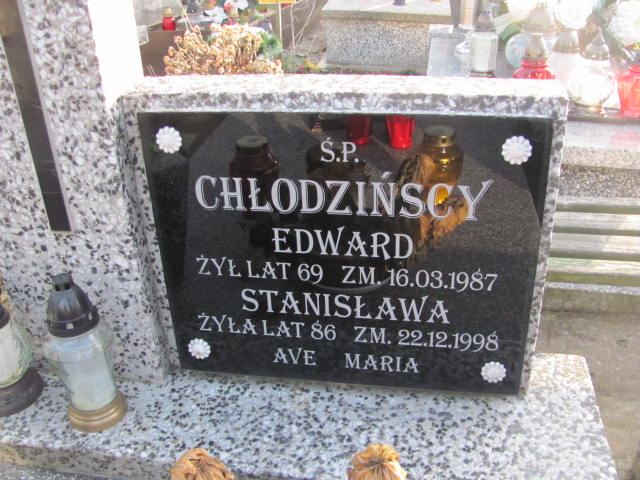 Ś.P.
CHŁODZIŃSCY
EDWARD
ŻYŁ LAT 69 ZM. 16.03.1987
STANISŁAWA
ŻYŁA LAT 86 ZM. 22.12.1998
AVE MARIA